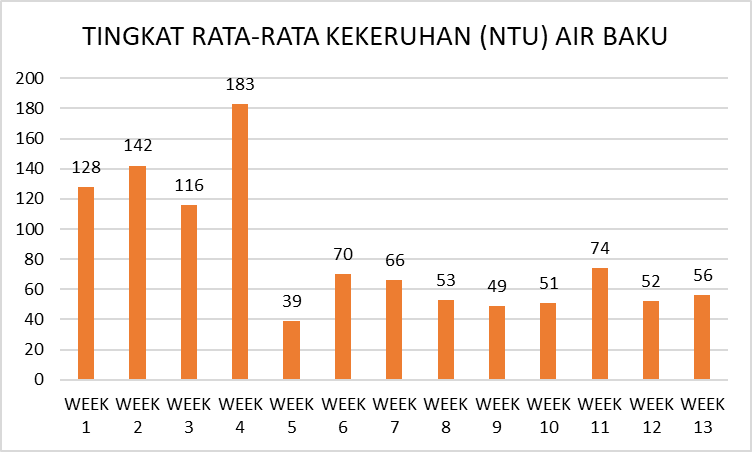 TINGKAT RATA-RATA KEKERUHAN (NTU) AIR BAKU
200
180
160
140
120
100
80
60
40
20
0
128
142
116
183
39
70
66
53
49
51
74
52
56
WEEK 1
WEEK 2
WEEK 3
WEEK 4
WEEK 5
WEEK 6
WEEK 7
WEEK 8
WEEK 9
WEEK 10
WEEK 11
WEEK 12
WEEK 13